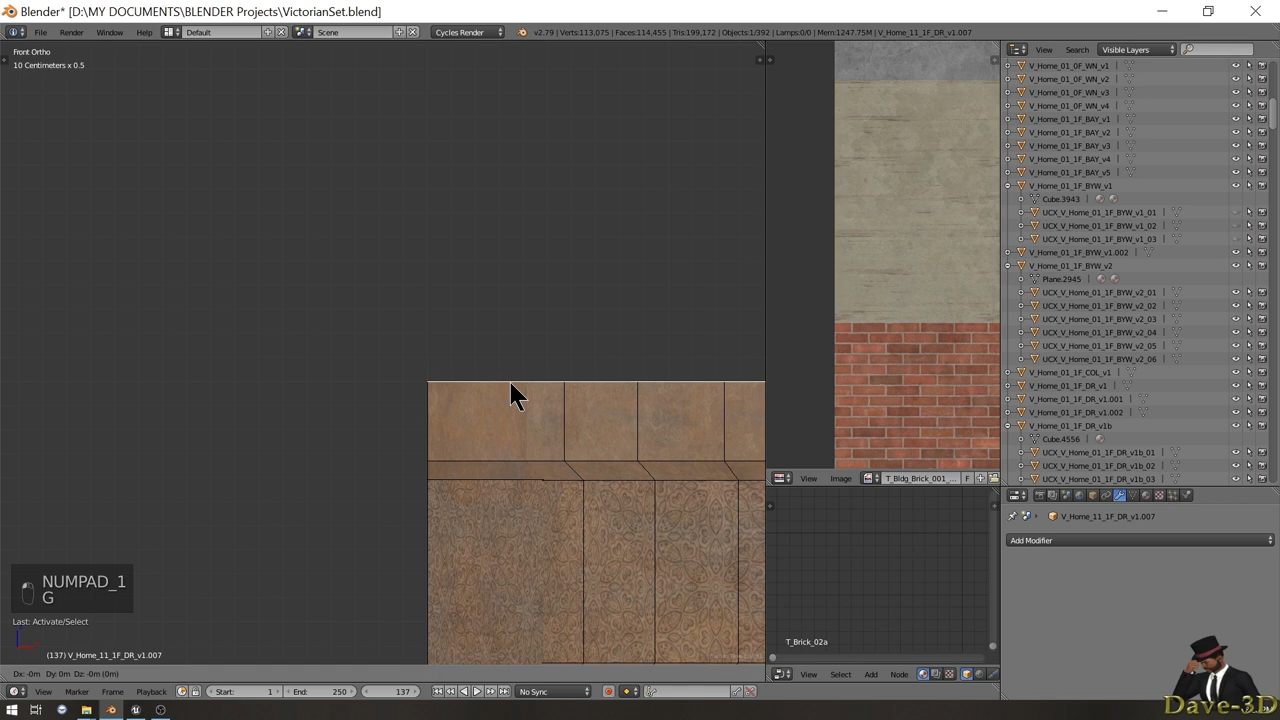 Blender* [D:\MY DOCUMENTS\BLENDER Projects\VictorianSet.blend]
File Render Window Help Default Scene Cycles Render v2.79 | Verts:113,075 | Faces:114,455 | Tris:199,172 | Objects:1/392 | Lamps:0/0 | Mem:1247.75M | V_Home_11_1F_DR_v1.007
Front Ortho
10 Centimeters x 0.5
View Search Visible Layers
V_Home_01_0F_WN_v1
V_Home_01_0F_WN_v2
V_Home_01_0F_WN_v3
V_Home_01_0F_WN_v4
V_Home_01_1F_BAY_v1
V_Home_01_1F_BAY_v2
V_Home_01_1F_BAY_v3
V_Home_01_1F_BAY_v4
V_Home_01_1F_BAY_v5
V_Home_01_1F_BYW_v1
Cube.3943
UCX_V_Home_01_1F_BYW_v1_01
UCX_V_Home_01_1F_BYW_v1_02
UCX_V_Home_01_1F_BYW_v1_03
V_Home_01_1F_BYW_v1.002
V_Home_01_1F_BYW_v2
Plane.2945
UCX_V_Home_01_1F_BYW_v2_01
UCX_V_Home_01_1F_BYW_v2_02
UCX_V_Home_01_1F_BYW_v2_03
UCX_V_Home_01_1F_BYW_v2_04
UCX_V_Home_01_1F_BYW_v2_05
UCX_V_Home_01_1F_BYW_v2_06
V_Home_01_1F_COL_v1
V_Home_01_1F_DR_v1
V_Home_01_1F_DR_v1.001
V_Home_01_1F_DR_v1.002
V_Home_01_1F_DR_v1b
Cube.4556
UCX_V_Home_01_1F_DR_v1b_01
UCX_V_Home_01_1F_DR_v1b_02
UCX_V_Home_01_1F_DR_v1b_03
View Image T_Bldg_Brick_001_... F
V_Home_11_1F_DR_v1.007
Add Modifier
NUMPAD_1
G
Last: Activate/Select
(137) V_Home_11_1F_DR_v1.007
T_Brick_02a
Dx: -0m Dy: 0m Dz: -0m (0m)
View Select Add Node
View Marker Frame Playback Start: 1 End: 250 137 No Sync
Dave-3D